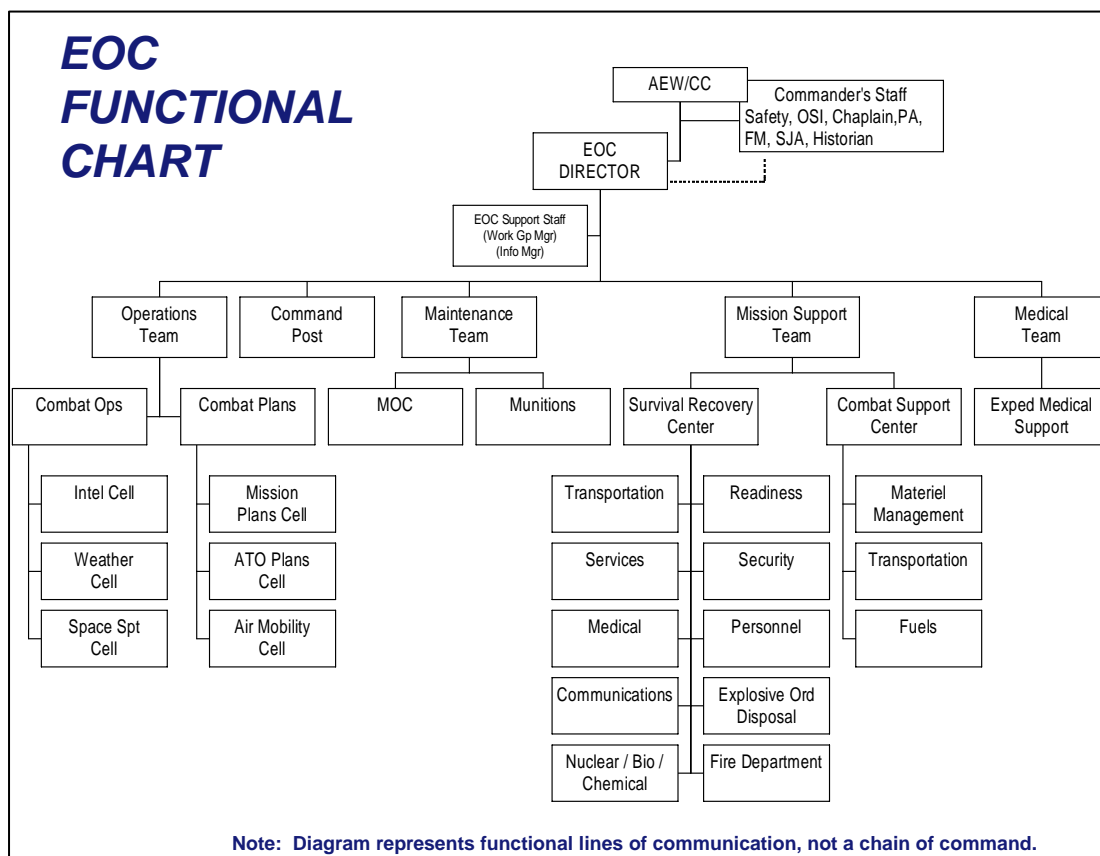 EOC
FUNCTIONAL
CHART
AEW/CC
Commander's Staff
Safety, OSI, Chaplain,PA,
FM, SJA, Historian
EOC
DIRECTOR
EOC Support Staff
(Work Gp Mgr)
(Info Mgr)
Operations
Team
Command
Post
Maintenance
Team
Mission Support
Team
Medical
Team
Combat Ops
Combat Plans
MOC
Munitions
Survival Recovery
Center
Combat Support
Center
Exped Medical
Support
Intel Cell
Weather
Cell
Space Spt
Cell
Mission
Plans Cell
ATO Plans
Cell
Air Mobility
Cell
Transportation
Services
Medical
Communications
Nuclear / Bio /
Chemical
Readiness
Security
Personnel
Explosive Ord
Disposal
Fire Department
Materiel
Management
Transportation
Fuels
Note: Diagram represents functional lines of communication, not a chain of command.